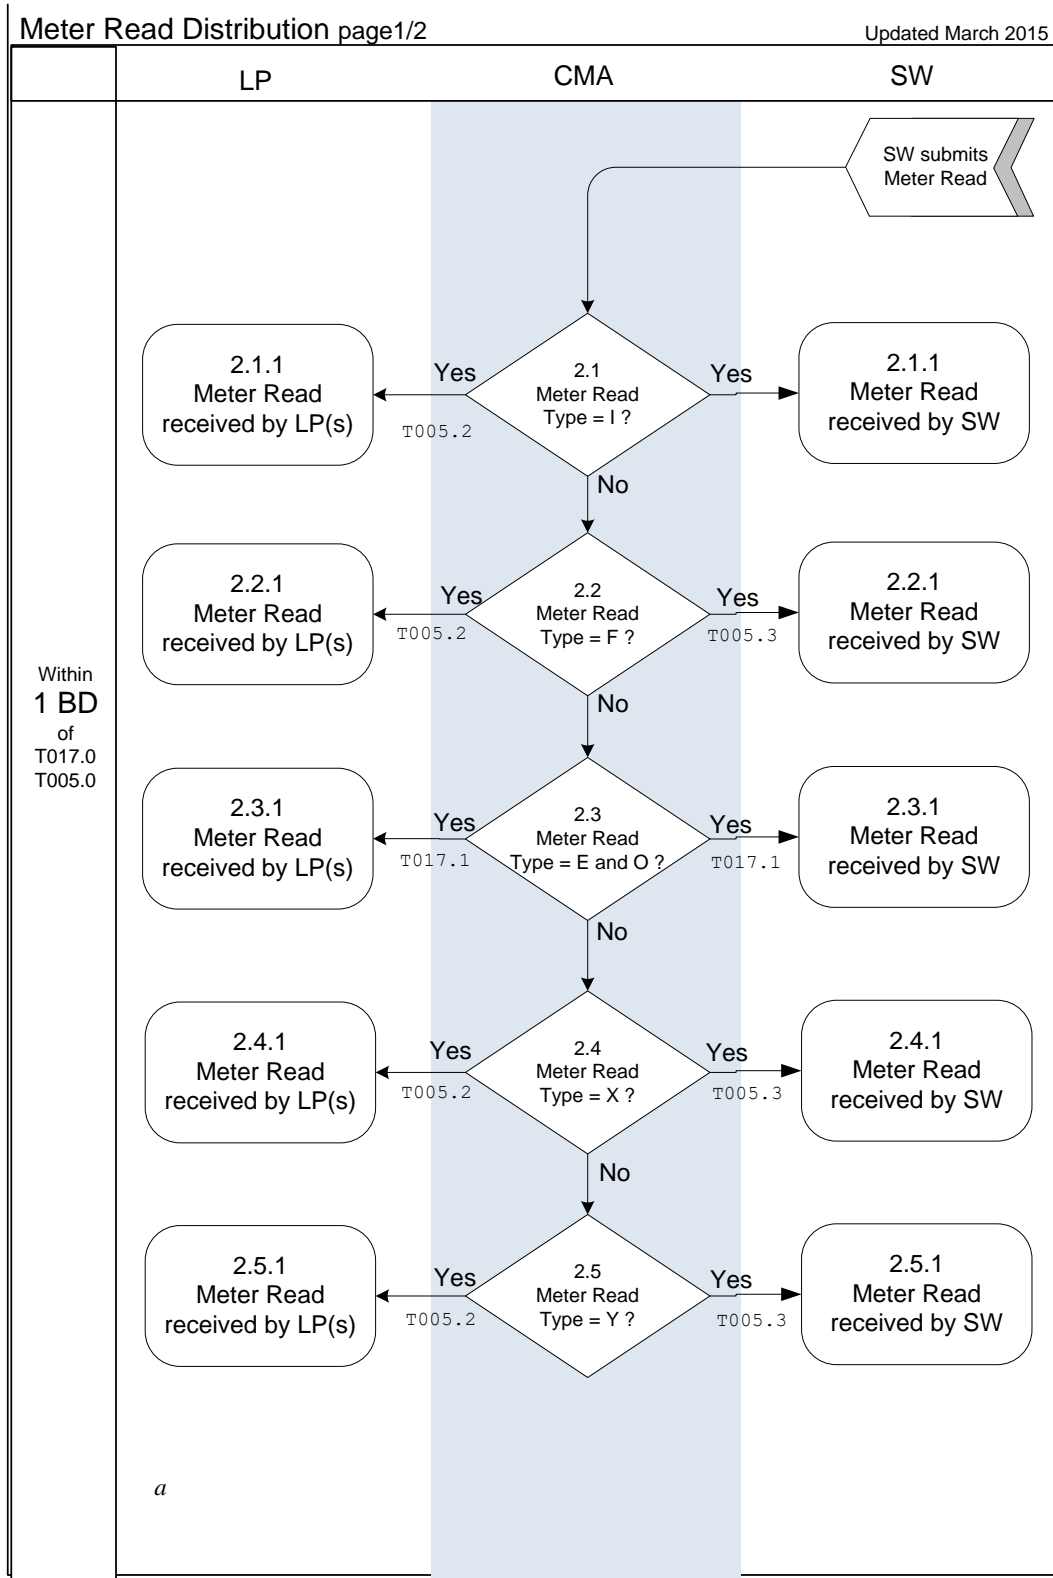 Meter Read Distribution page1/2
Updated March 2015
LP
CMA
SW
SW submits
Meter Read
Within
1 BD
of
T017.0
T005.0
2.1.1
Meter Read
received by LP(s)
Yes
T005.2
2.1
Meter Read
Type = I ?
Yes
2.1.1
Meter Read
received by SW
No
2.2.1
Meter Read
received by LP(s)
Yes
T005.2
2.2
Meter Read
Type = F ?
Yes
T005.3
2.2.1
Meter Read
received by SW
No
2.3.1
Meter Read
received by LP(s)
Yes
T017.1
2.3
Meter Read
Type = E and O ?
Yes
T017.1
2.3.1
Meter Read
received by SW
No
2.4.1
Meter Read
received by LP(s)
Yes
T005.2
2.4
Meter Read
Type = X ?
Yes
T005.3
2.4.1
Meter Read
received by SW
No
2.5.1
Meter Read
received by LP(s)
Yes
T005.2
2.5
Meter Read
Type = Y ?
Yes
T005.3
2.5.1
Meter Read
received by SW
a